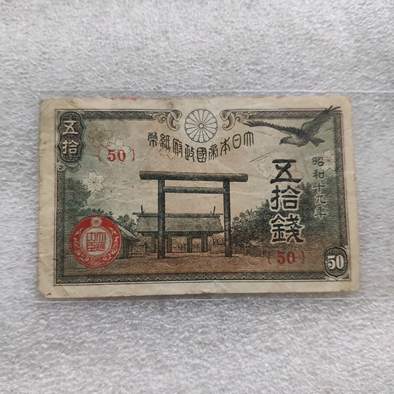 大日本帝國政府紙幣
五拾
{50}
昭和十九年
五拾錢
{50}
50